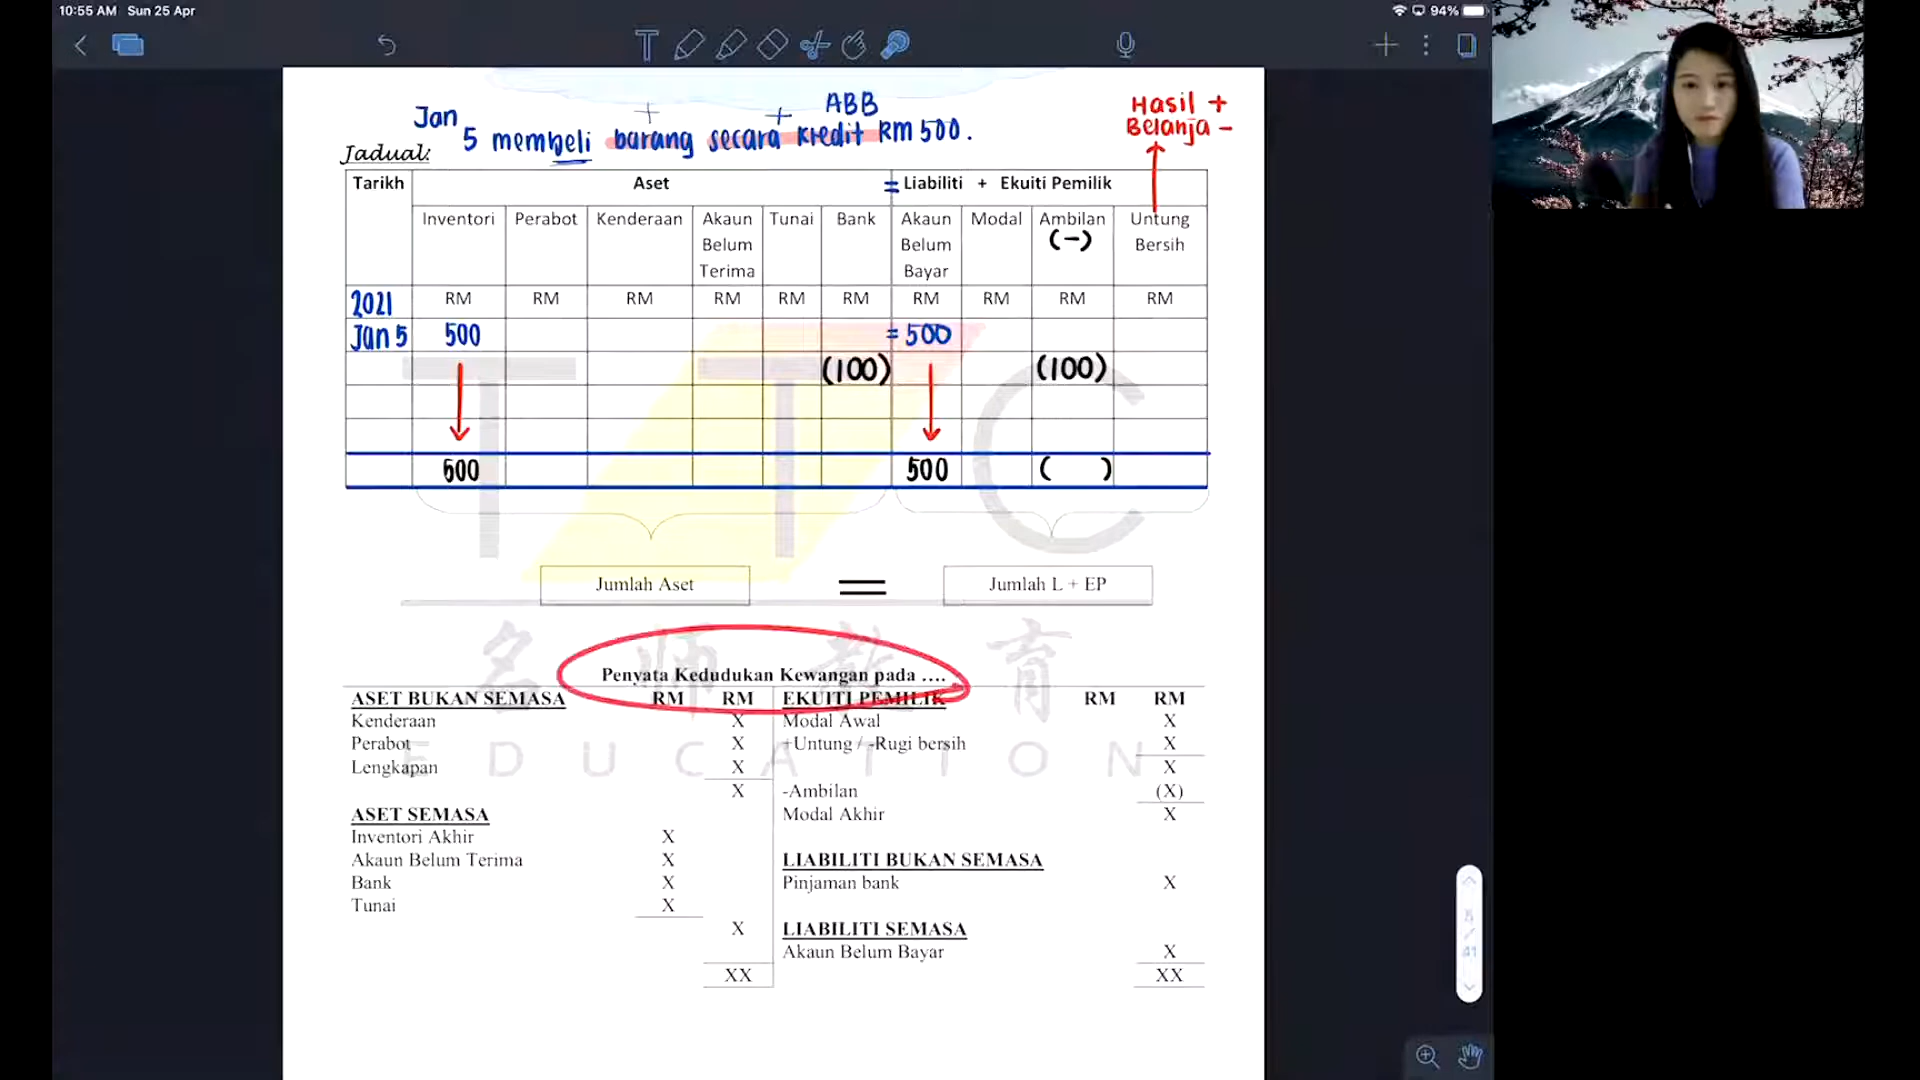 10:55 AM Sun 25 Apr
94%
Jan + + ABB
5 membeli barang secara kredit RM 500.
Hasil +
Belanja -
Jadual:
Tarikh Aset = Liabiliti + Ekuiti Pemilik
Inventori Perabot Kenderaan Akaun Belum Terima Tunai Bank Akaun Belum Bayar Modal Ambilan (-) Untung Bersih
2021 RM RM RM RM RM RM RM RM RM RM
Jan 5 500 = 500
(100) (100)
500 500 ( )
TTC
Jumlah Aset = Jumlah L + EP
名师教育
EDUCATION
Penyata Kedudukan Kewangan pada ....
ASET BUKAN SEMASA RM RM EKUITI PEMILIK RM RM
Kenderaan X Modal Awal X
Perabot X +Untung / -Rugi bersih X
Lengkapan X X
X -Ambilan (X)
ASET SEMASA Modal Akhir X
Inventori Akhir X
Akaun Belum Terima X LIABILITI BUKAN SEMASA
Bank X Pinjaman bank X
Tunai X
X LIABILITI SEMASA
Akaun Belum Bayar X
XX XX